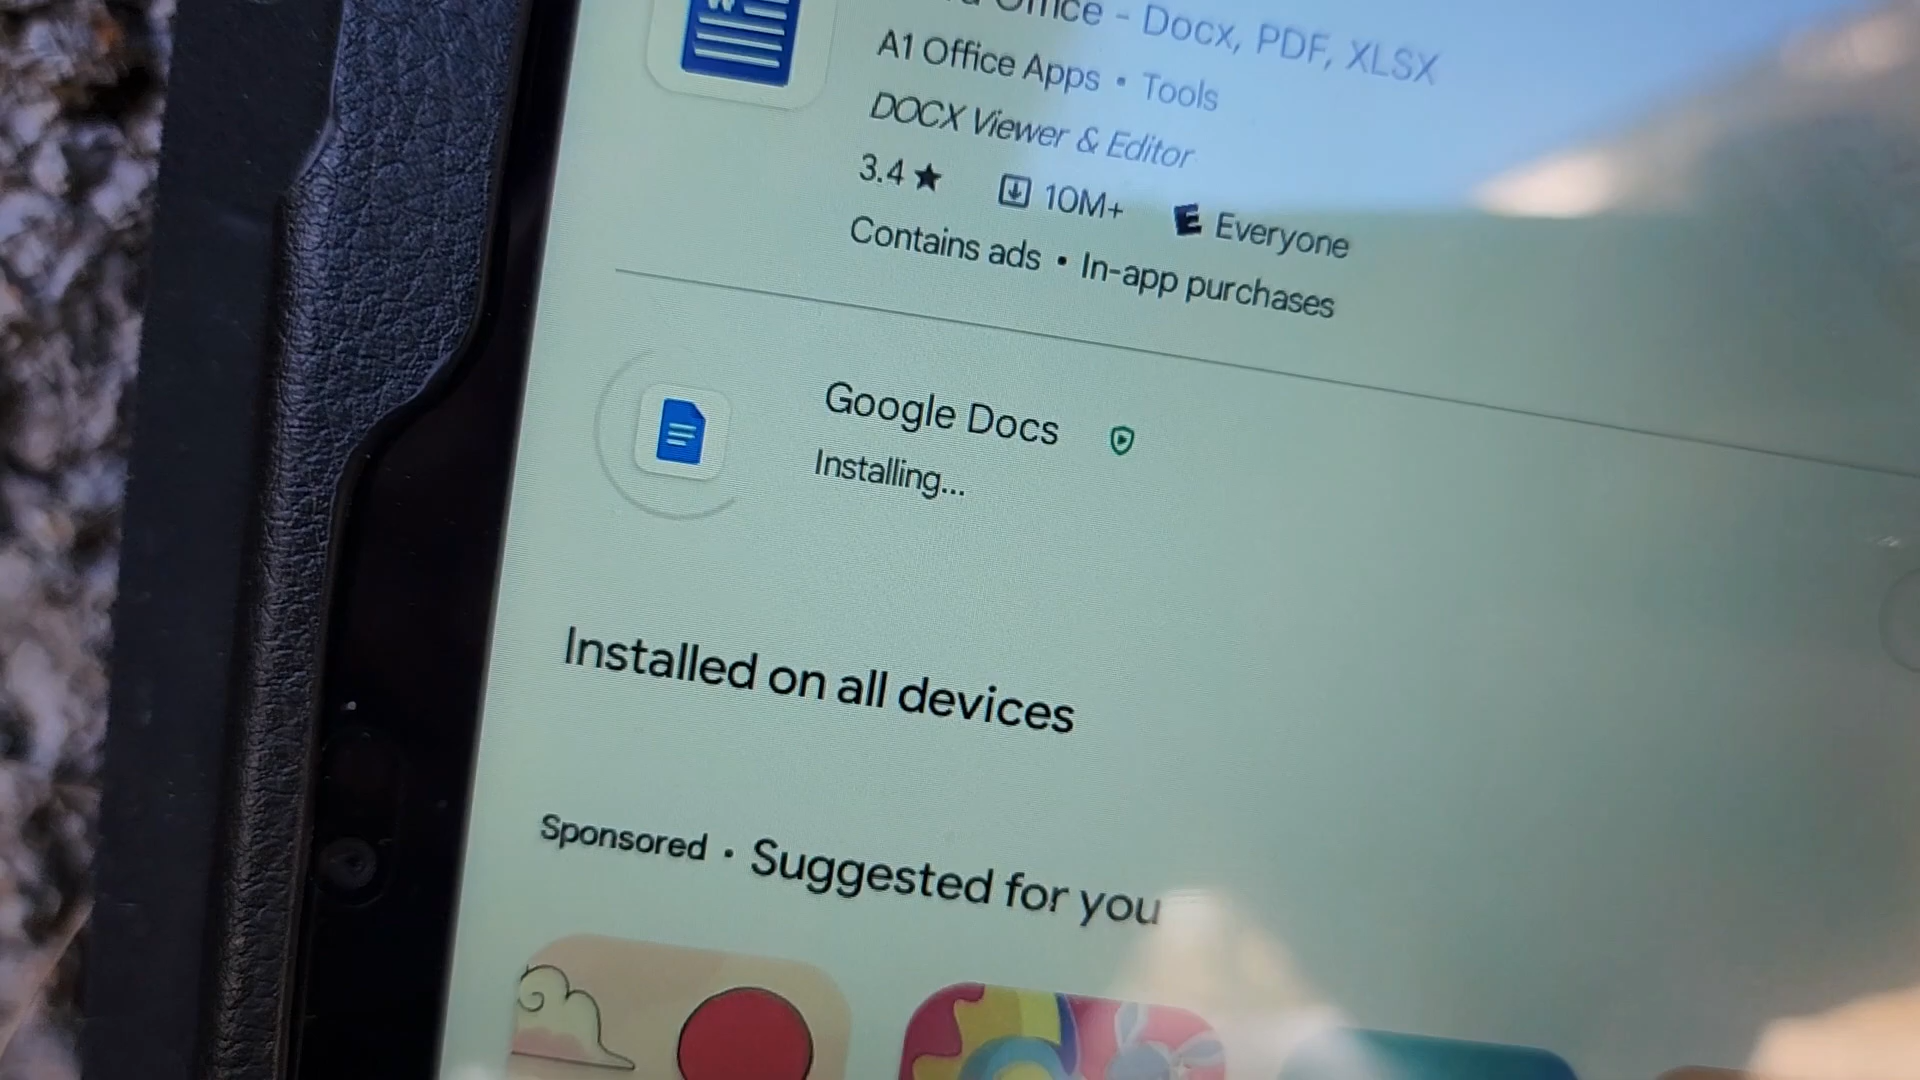 Office - Docx, PDF, XLSX
A1 Office Apps • Tools
DOCX Viewer & Editor
3.4 ★ 10M+ E Everyone
Contains ads • In-app purchases
Google Docs
Installing...
Installed on all devices
Sponsored • Suggested for you